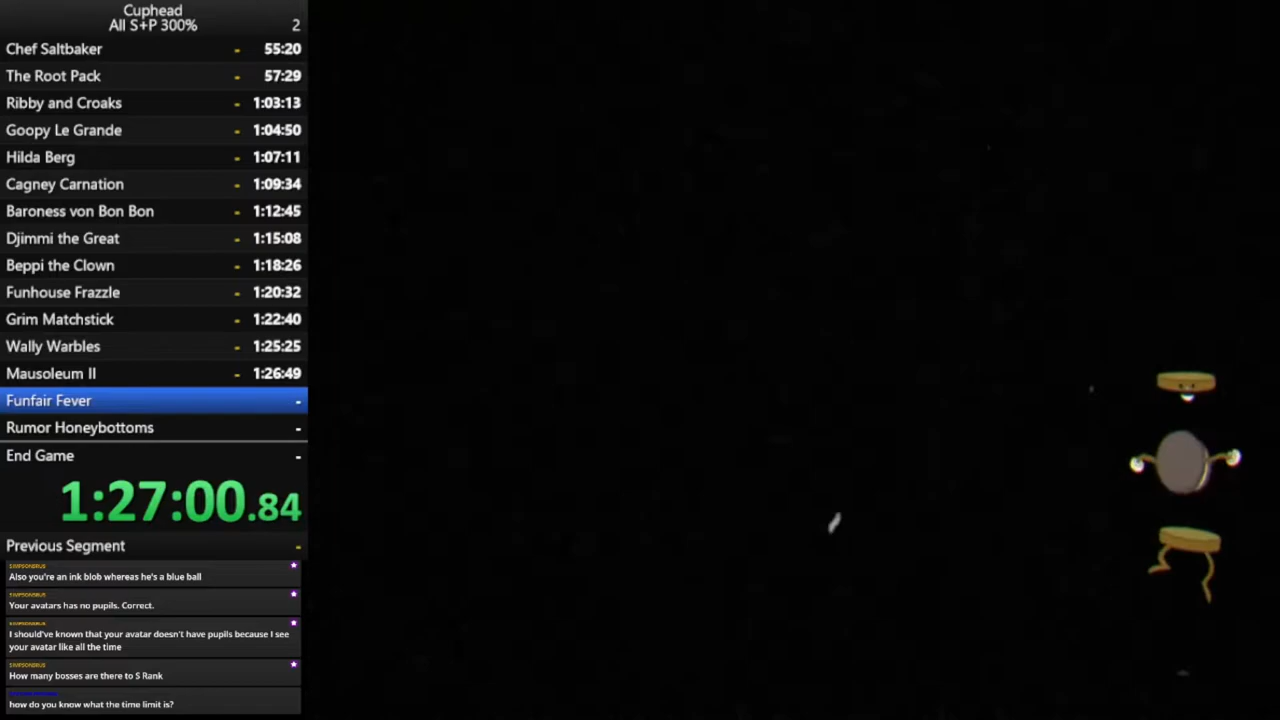 Cuphead
All S+P 300% 2
Chef Saltbaker - 55:20
The Root Pack - 57:29
Ribby and Croaks - 1:03:13
Goopy Le Grande - 1:04:50
Hilda Berg - 1:07:11
Cagney Carnation - 1:09:34
Baroness von Bon Bon - 1:12:45
Djimmi the Great - 1:15:08
Beppi the Clown - 1:18:26
Funhouse Frazzle - 1:20:32
Grim Matchstick - 1:22:40
Wally Warbles - 1:25:25
Mausoleum II - 1:26:49
Funfair Fever -
Rumor Honeybottoms -
End Game -
1:27:00.84
Previous Segment -
Also you're an ink blob whereas he's a blue ball
Your avatars has no pupils. Correct.
I should've known that your avatar doesn't have pupils because I see
your avatar like all the time
How many bosses are there to S Rank
how do you know what the time limit is?